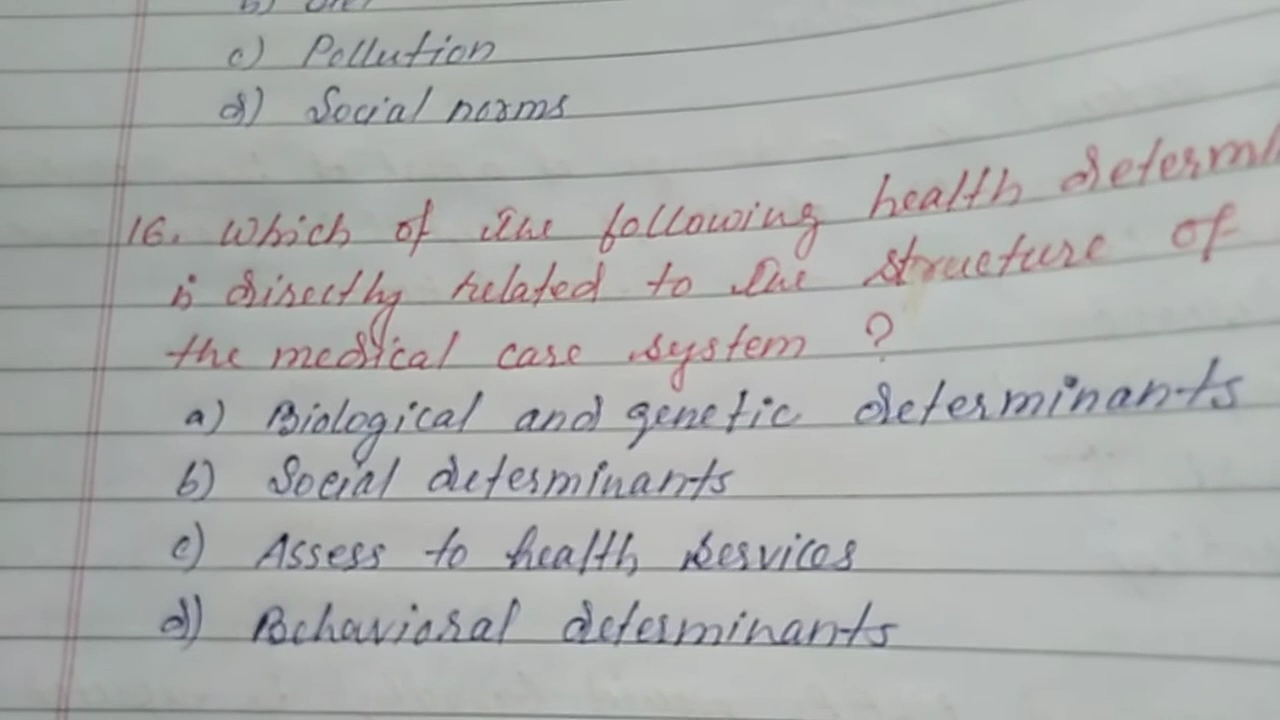 c) Pollution
d) Social norms
16. Which of the following health determi
is directly related to the structure of
the medical care system ?
a) Biological and genetic determinants
b) Social determinants
c) Assess to health services
d) Behavioral determinants